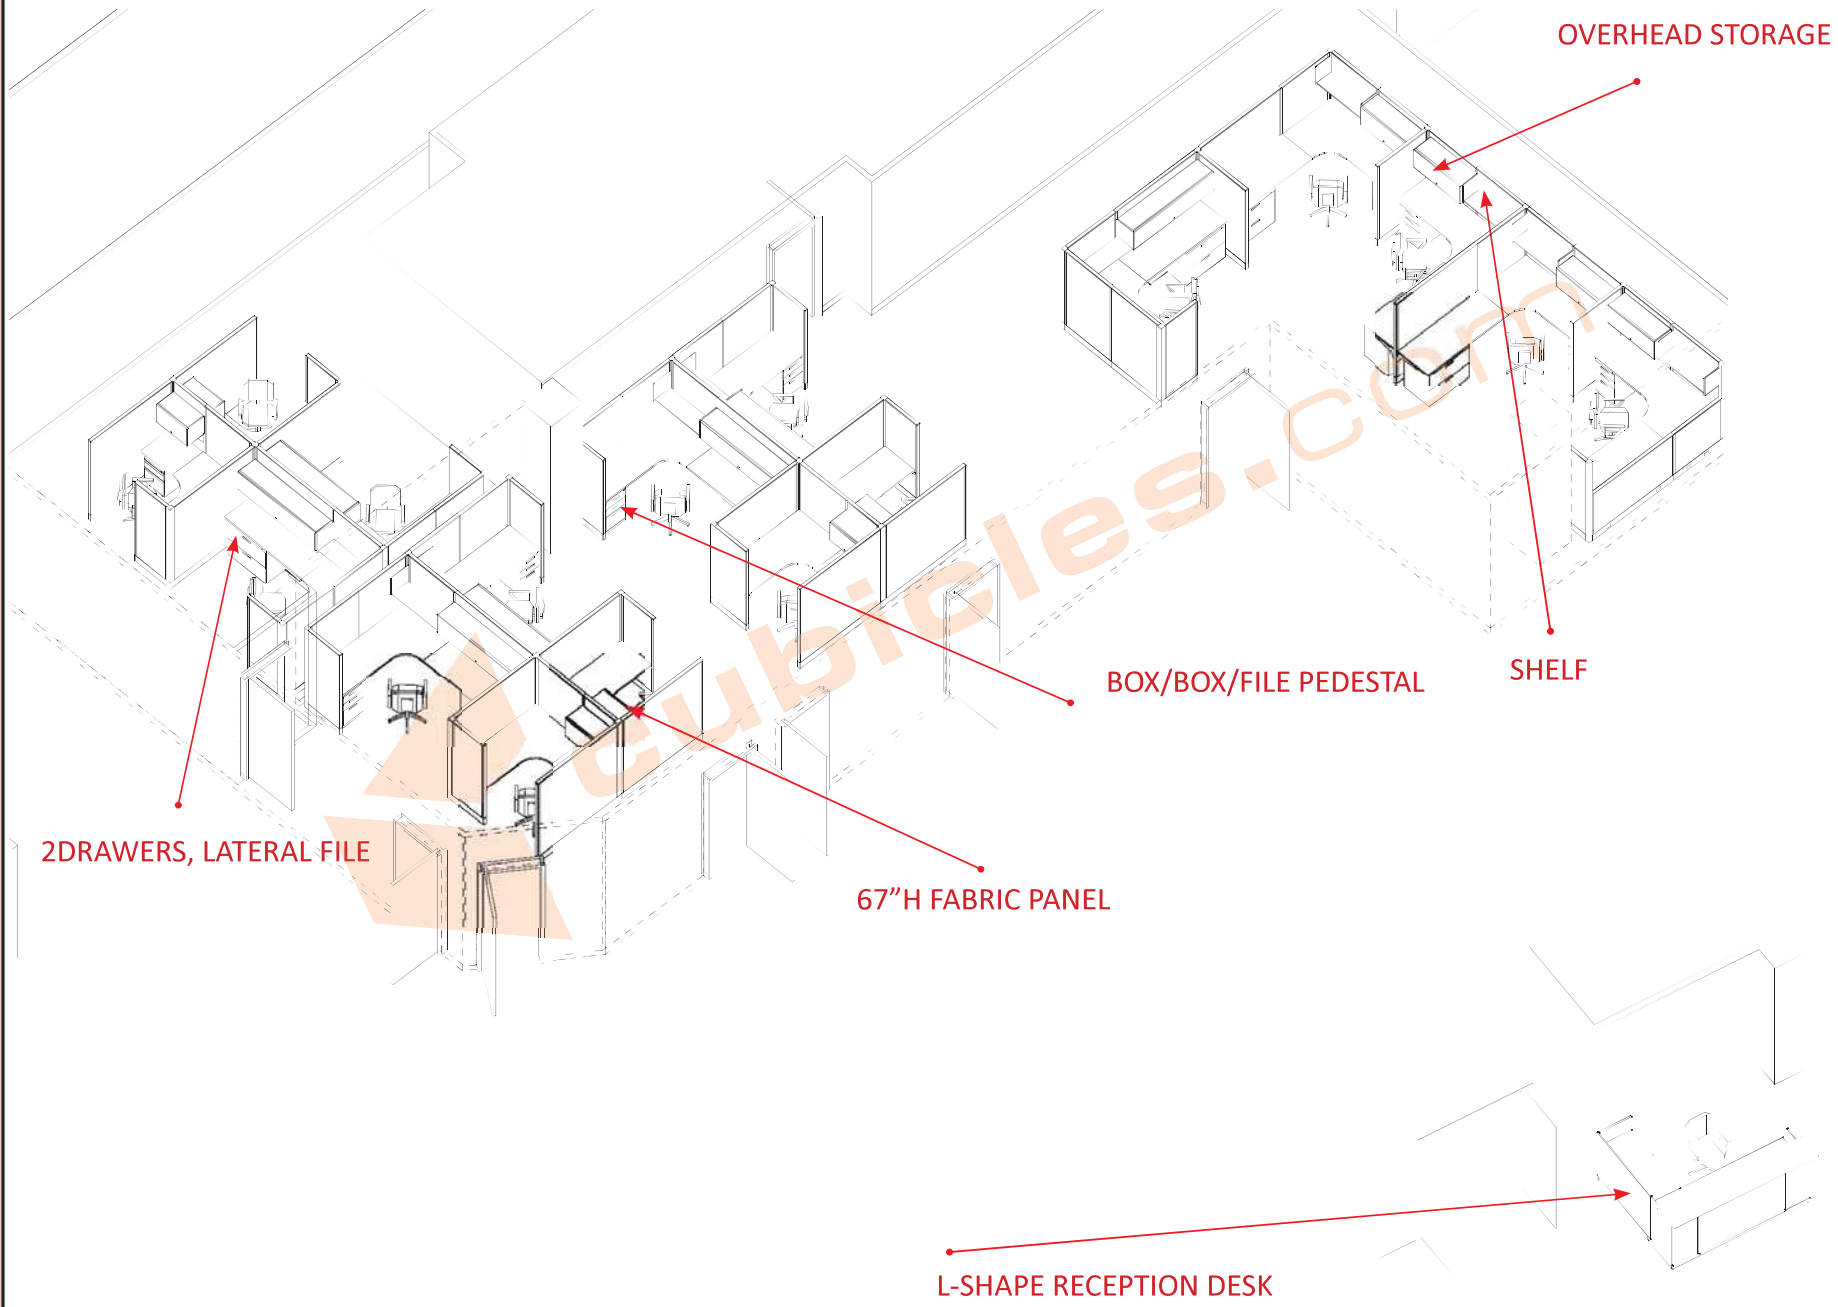 OVERHEAD STORAGE
SHELF
BOX/BOX/FILE PEDESTAL
2DRAWERS, LATERAL FILE
67”H FABRIC PANEL
L-SHAPE RECEPTION DESK
cubicles.com